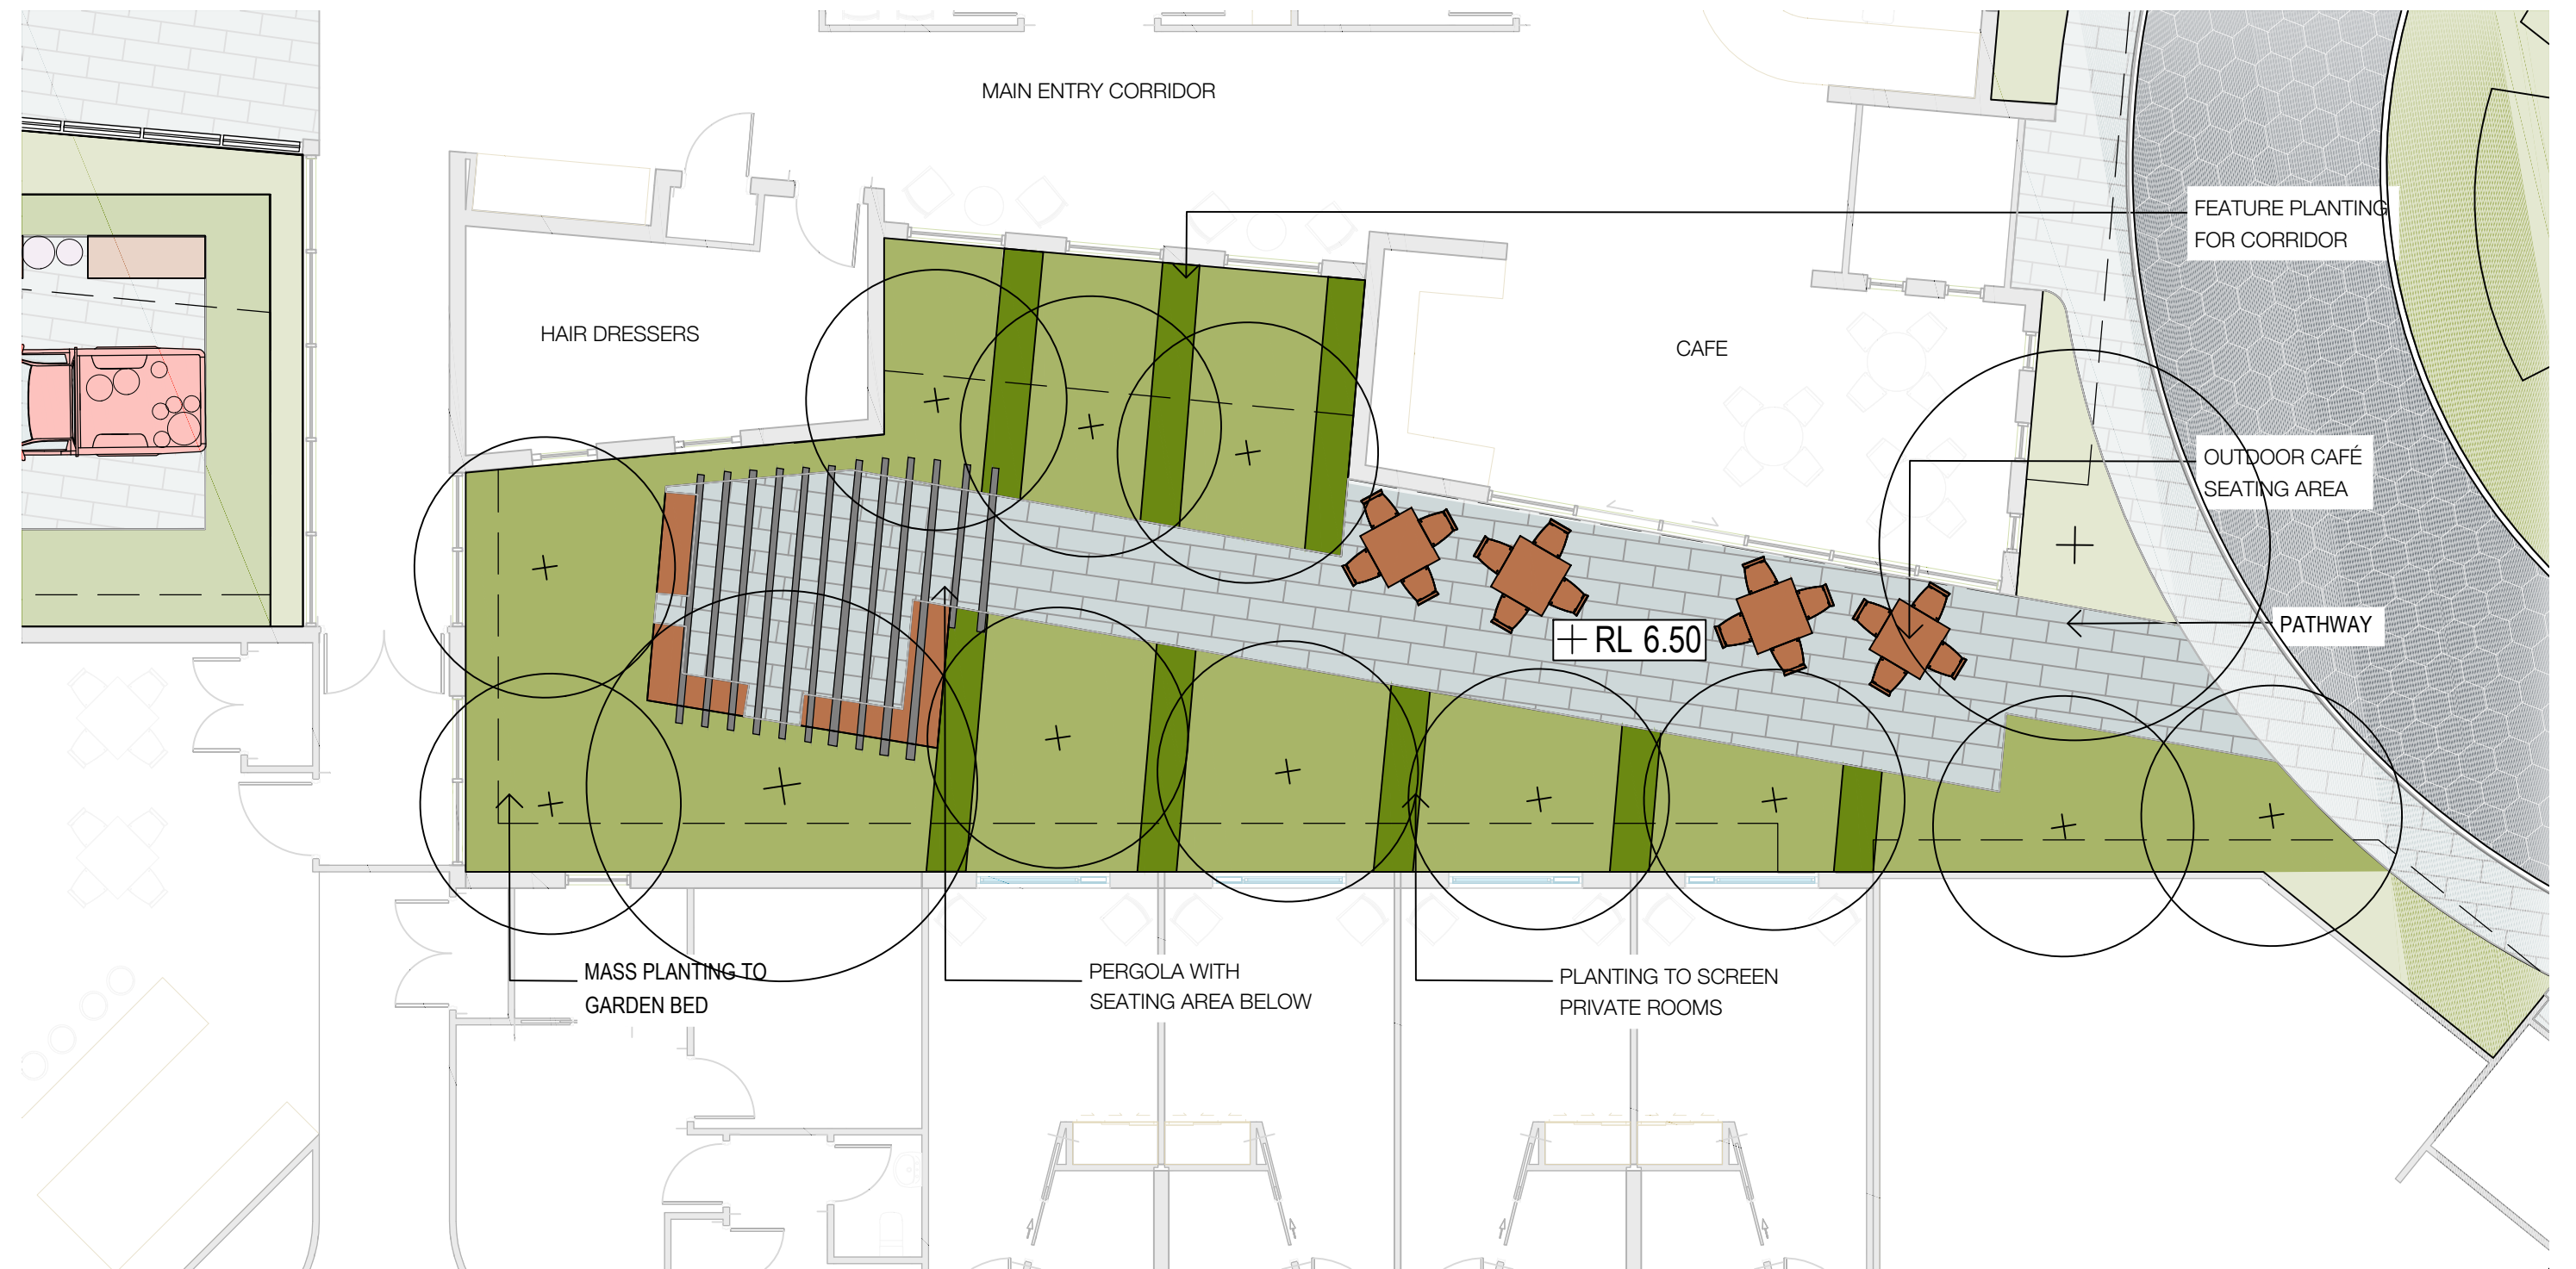 MAIN ENTRY CORRIDOR
FEATURE PLANTING
FOR CORRIDOR
HAIR DRESSERS
CAFE
OUTDOOR CAFÉ
SEATING AREA
PATHWAY
RL 6.50
MASS PLANTING TO
GARDEN BED
PERGOLA WITH
SEATING AREA BELOW
PLANTING TO SCREEN
PRIVATE ROOMS